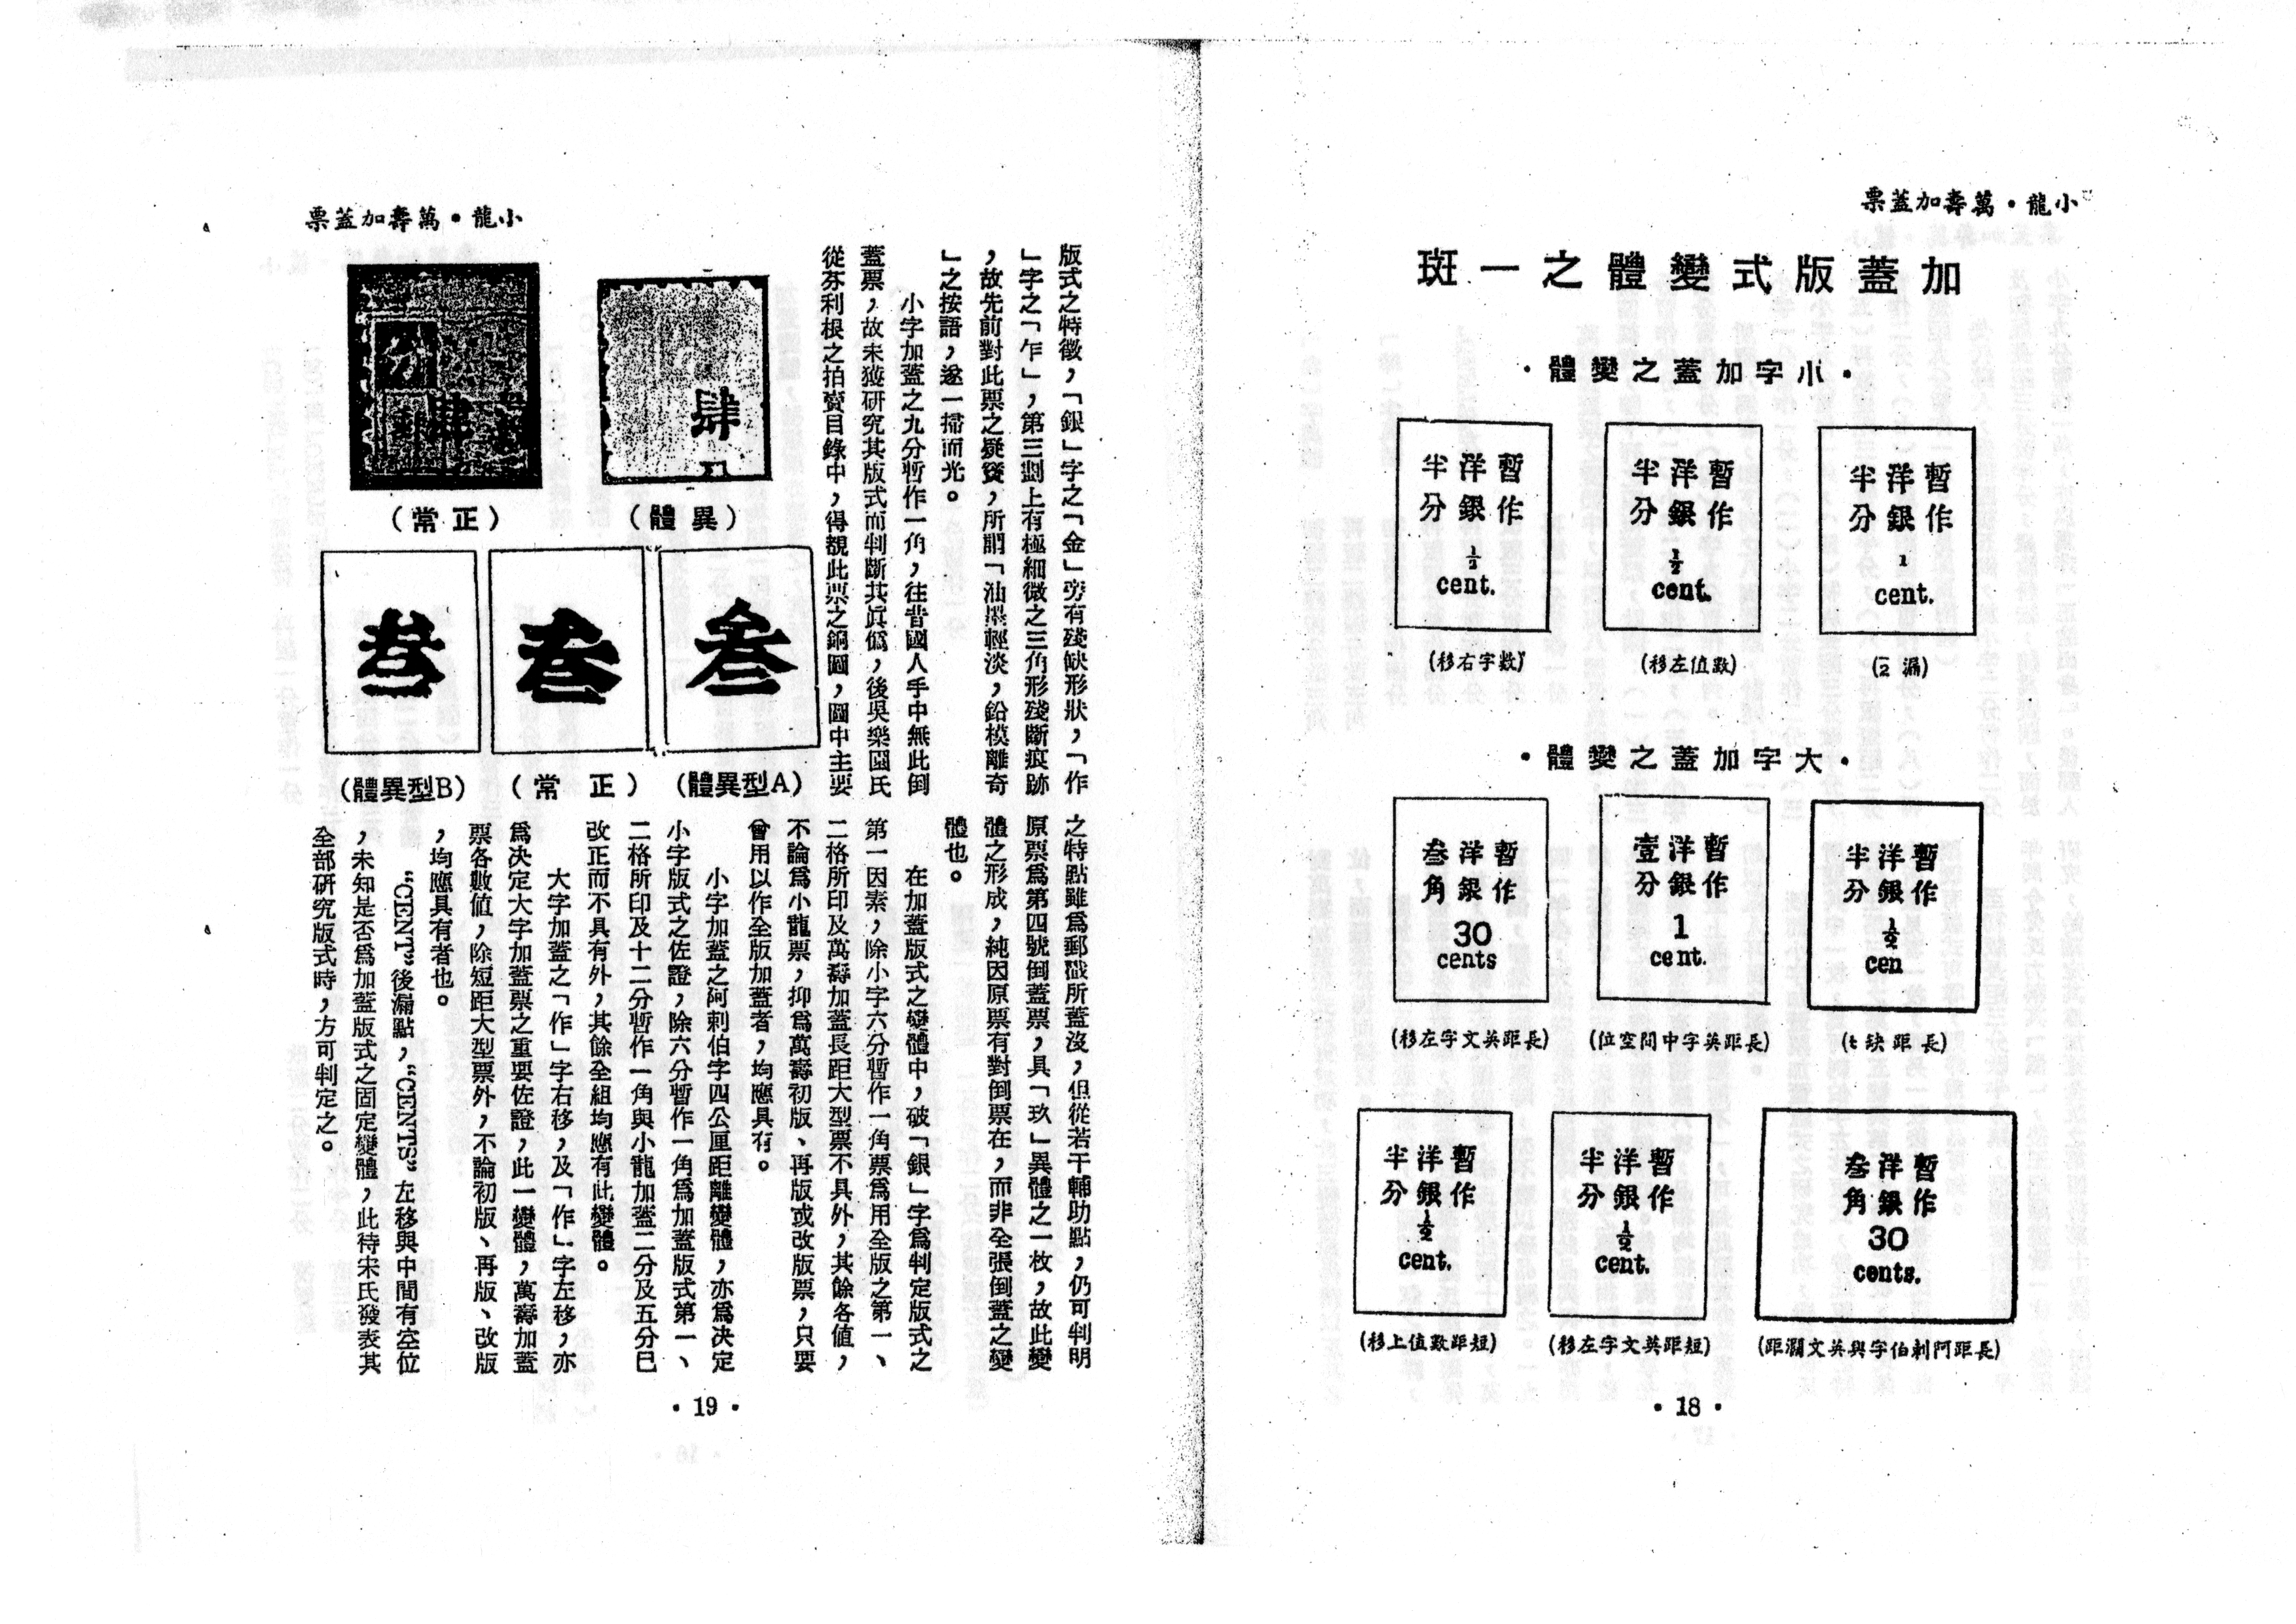 小龍・萬壽加蓋票
加蓋版式變體之一斑
・小字加蓋之變體・
暫作
洋銀
半分
1
cent.
(漏 2)
暫作
洋銀
半分
½
cent.
(數值左移)
暫作
洋銀
半分
½
cent.
(數字右移)
・大字加蓋之變體・
暫作
洋銀
半分
½
cen
(長距缺t)
暫作
洋銀
壹分
1
ce nt.
(長距英字中間空位)
暫作
洋銀
叁角
30
cents
(長距英文字左移)
暫作
洋銀
叁角
30
cents.
(長距阿剌伯字與英文濶距)
暫作
洋銀
半分
½
cent.
(短距英文字左移)
暫作
洋銀
半分
½
cent.
(短距數值上移)
・18・
小龍・萬壽加蓋票
版式之特徵，「銀」字之「金」旁有殘缺形狀，「作
」字之「乍」，第三劃上有極細微之三角形殘斷痕跡
，故先前對此票之疑竇，所謂「油墨輕淡，鉛模離奇
」之按語，遂一掃而光。
小字加蓋之九分暫作一角，往昔國人手中無此倒
蓋票，故未獲研究其版式而判斷其眞僞，後吳樂園氏
從芬利根之拍賣目錄中，得覩此票之銅圖，圖中主要
之特點雖爲郵戳所蓋沒，但從若干輔助點，仍可判明
原票爲第四號倒蓋票，具「玖」異體之一枚，故此變
體之形成，純因原票有對倒票在，而非全張倒蓋之變
體也。
在加蓋版式之變體中，破「銀」字爲判定版式之
第一因素，除小字六分暫作一角票爲用全版之第一、
二格所印及萬壽加蓋長距大型票不具外，其餘各値，
不論爲小龍票，抑爲萬壽初版、再版或改版票，只要
曾用以作全版加蓋者，均應具有。
小字加蓋之阿剌伯字四公厘距離變體，亦爲決定
小字版式之佐證，除六分暫作一角爲加蓋版式第一、
二格所印及十二分暫作一角與小龍加蓋二分及五分已
改正而不具有外，其餘全組均應有此變體。
大字加蓋之「作」字右移，及「作」字左移，亦
爲決定大字加蓋票之重要佐證，此一變體，萬壽加蓋
票各數値，除短距大型票外，不論初版、再版、改版
，均應具有者也。
“CENT”後漏點，“CENTS”左移與中間有空位
，未知是否爲加蓋版式之固定變體，此待宋氏發表其
全部研究版式時，方可判定之。
肆
(異體)
分
肆
(正常)
叁
(A型異體)
叁
(正常)
叁
(B型異體)
・19・